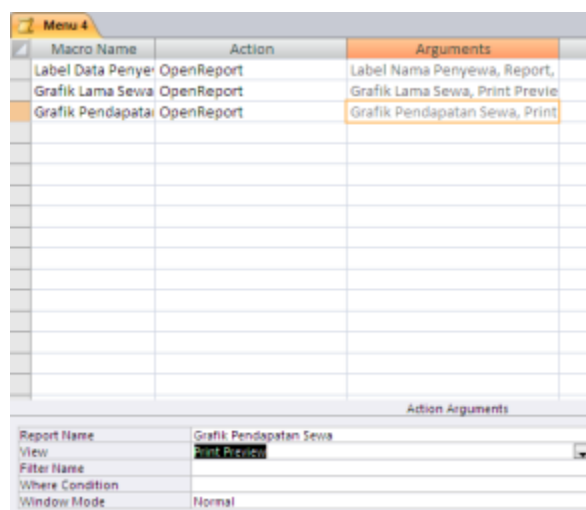 Menu 4
Macro Name Action Arguments
Label Data Penye OpenReport Label Nama Penyewa, Report,
Grafik Lama Sewa OpenReport Grafik Lama Sewa, Print Previe
Grafik Pendapata OpenReport Grafik Pendapatan Sewa, Print
Action Arguments
Report Name Grafik Pendapatan Sewa
View Print Preview
Filter Name
Where Condition
Window Mode Normal